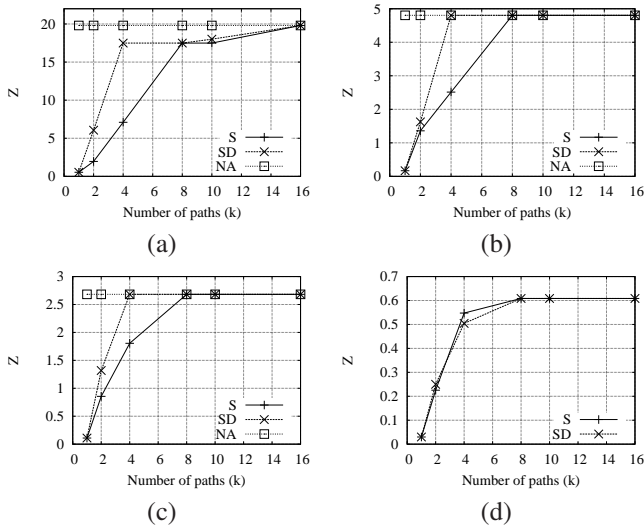 20
15
10
5
0
Z
0 2 4 6 8 10 12 14 16
Number of paths (k)
S
SD
NA
(a)
5
4
3
2
1
0
Z
0 2 4 6 8 10 12 14 16
Number of paths (k)
S
SD
NA
(b)
3
2.5
2
1.5
1
0.5
0
Z
0 2 4 6 8 10 12 14 16
Number of paths (k)
S
SD
NA
(c)
0.7
0.6
0.5
0.4
0.3
0.2
0.1
0
Z
0 2 4 6 8 10 12 14 16
Number of paths (k)
S
SD
(d)